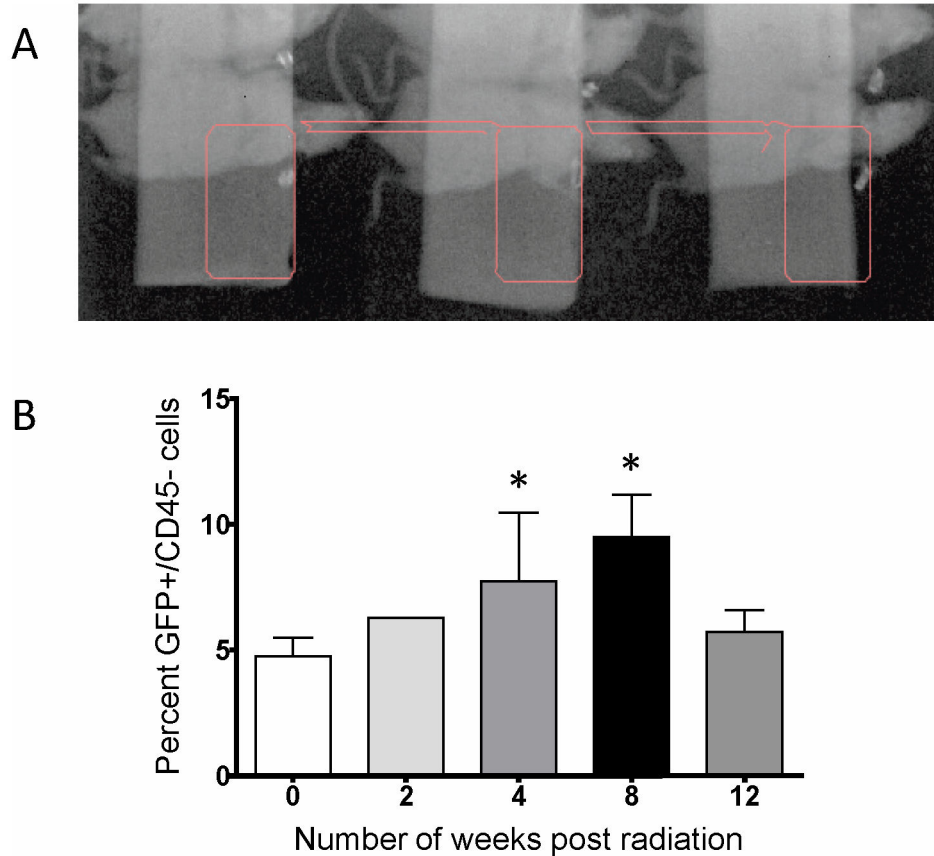 A
B
Percent GFP+/CD45- cells
15
10
5
0
*
*
0 2 4 8 12
Number of weeks post radiation